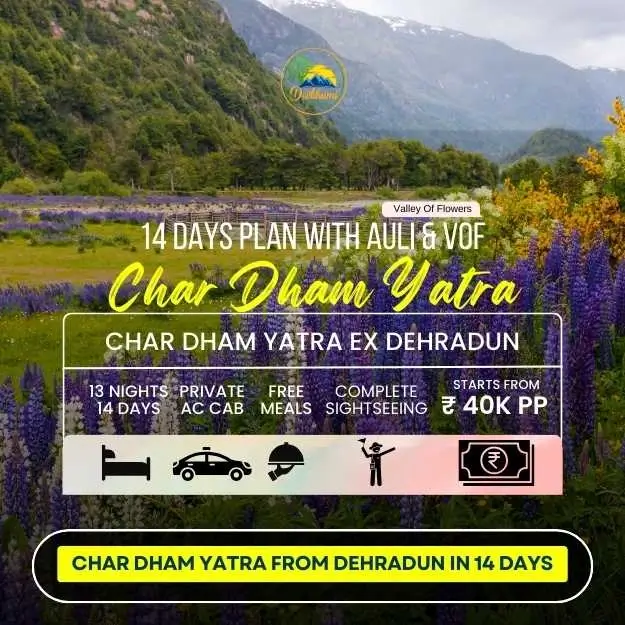 Devbhumi
Valley Of Flowers
14 DAYS PLAN WITH AULI & VOF
Char Dham Yatra
CHAR DHAM YATRA EX DEHRADUN
13 NIGHTS
14 DAYS
PRIVATE
AC CAB
FREE
MEALS
COMPLETE
SIGHTSEEING
STARTS FROM
₹ 40K PP
₹
CHAR DHAM YATRA FROM DEHRADUN IN 14 DAYS